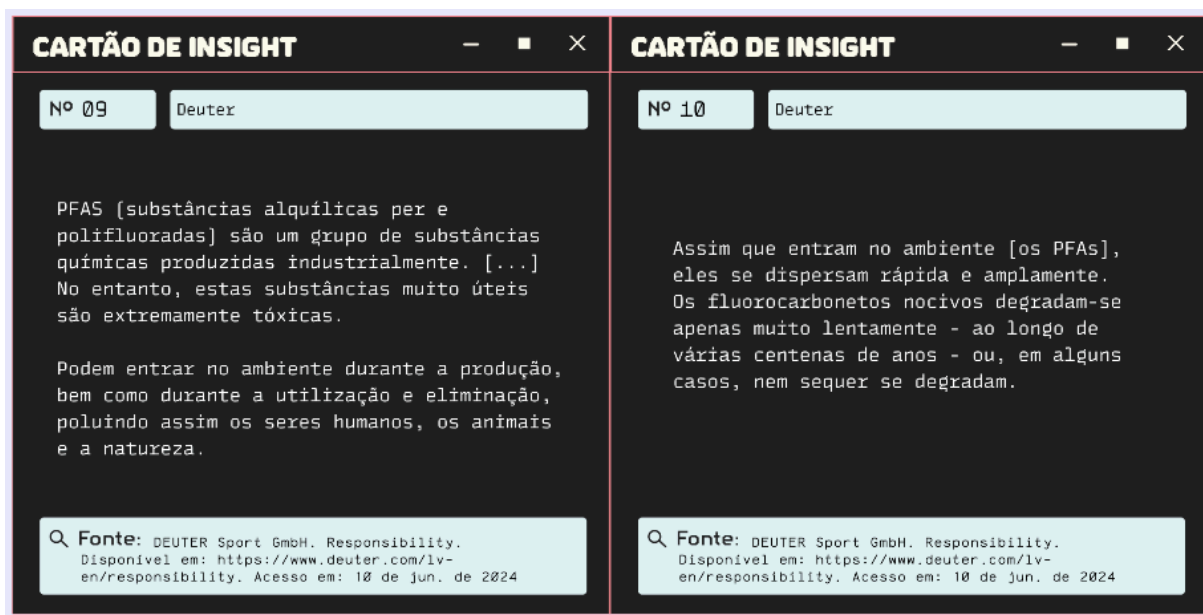 CARTÃO DE INSIGHT
Nº 09
Deuter
PFAS (substâncias alquílicas per e
polifluoradas) são um grupo de substâncias
químicas produzidas industrialmente. [...]
No entanto, estas substâncias muito úteis
são extremamente tóxicas.
Podem entrar no ambiente durante a produção,
bem como durante a utilização e eliminação,
poluindo assim os seres humanos, os animais
e a natureza.
Fonte: DEUTER Sport GmbH. Responsibility.
Disponível em: https://www.deuter.com/lv-
en/responsibility. Acesso em: 10 de jun. de 2024
CARTÃO DE INSIGHT
Nº 10
Deuter
Assim que entram no ambiente [os PFAs],
eles se dispersam rápida e amplamente.
Os fluorocarbonetos nocivos degradam-se
apenas muito lentamente - ao longo de
várias centenas de anos - ou, em alguns
casos, nem sequer se degradam.
Fonte: DEUTER Sport GmbH. Responsibility.
Disponível em: https://www.deuter.com/lv-
en/responsibility. Acesso em: 10 de jun. de 2024